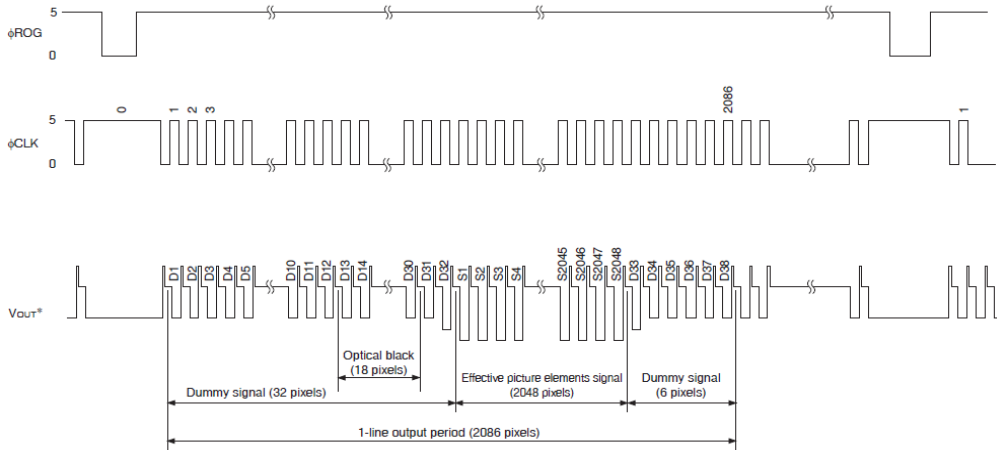 5
φROG
0
0
1
2
3
2086
1
5
φCLK
0
D1
D2
D3
D4
D5
D10
D11
D12
D13
D14
D30
D31
D32
S1
S2
S3
S4
S2045
S2046
S2047
S2048
D33
D34
D35
D36
D37
D38
VOUT*
Optical black
(18 pixels)
Dummy signal (32 pixels)
Effective picture elements signal
(2048 pixels)
Dummy signal
(6 pixels)
1-line output period (2086 pixels)